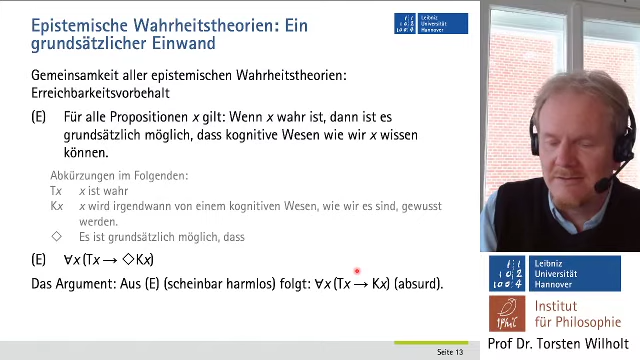 Epistemische Wahrheitstheorien: Ein
grundsätzlicher Einwand
Leibniz
Universität
Hannover
Gemeinsamkeit aller epistemischen Wahrheitstheorien:
Erreichbarkeitsvorbehalt
(E) Für alle Propositionen x gilt: Wenn x wahr ist, dann ist es
grundsätzlich möglich, dass kognitive Wesen wie wir x wissen
können.
Abkürzungen im Folgenden:
Tx x ist wahr
Kx x wird irgendwann von einem kognitiven Wesen, wie wir es sind, gewusst
werden.
◇ Es ist grundsätzlich möglich, dass
(E) ∀x (Tx → ◇Kx)
Das Argument: Aus (E) (scheinbar harmlos) folgt: ∀x (Tx → Kx) (absurd).
Seite 13
Leibniz
Universität
Hannover
Institut
für Philosophie
Prof Dr. Torsten Wilholt